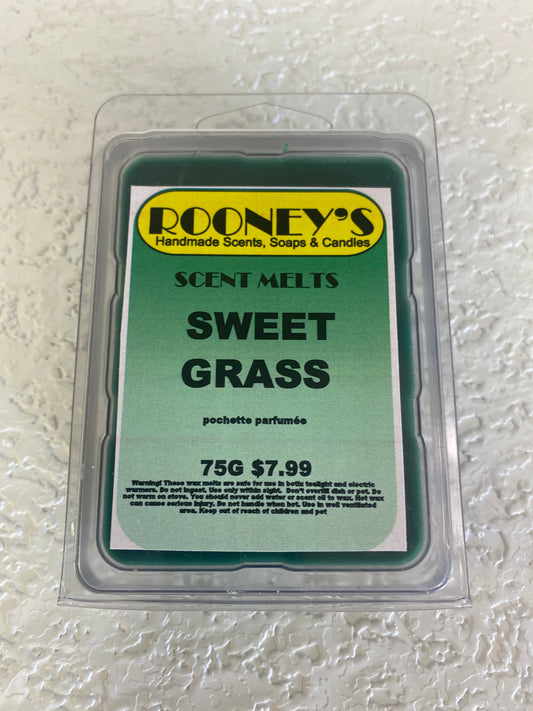 ROONEY'S
Handmade Scents, Soaps & Candles
SCENT MELTS
SWEET
GRASS
pochette parfumée
75G $7.99
Warning! These wax melts are safe for use in both tealight and electric
warmers. Do not ingest. Use only within sight. Don't overfill dish or pot. Do
not warm on stove. You should never add water or scent oil to wax. Hot wax
can cause serious injury. Do not handle when hot. Use in well ventilated
area. Keep out of reach of children and pet